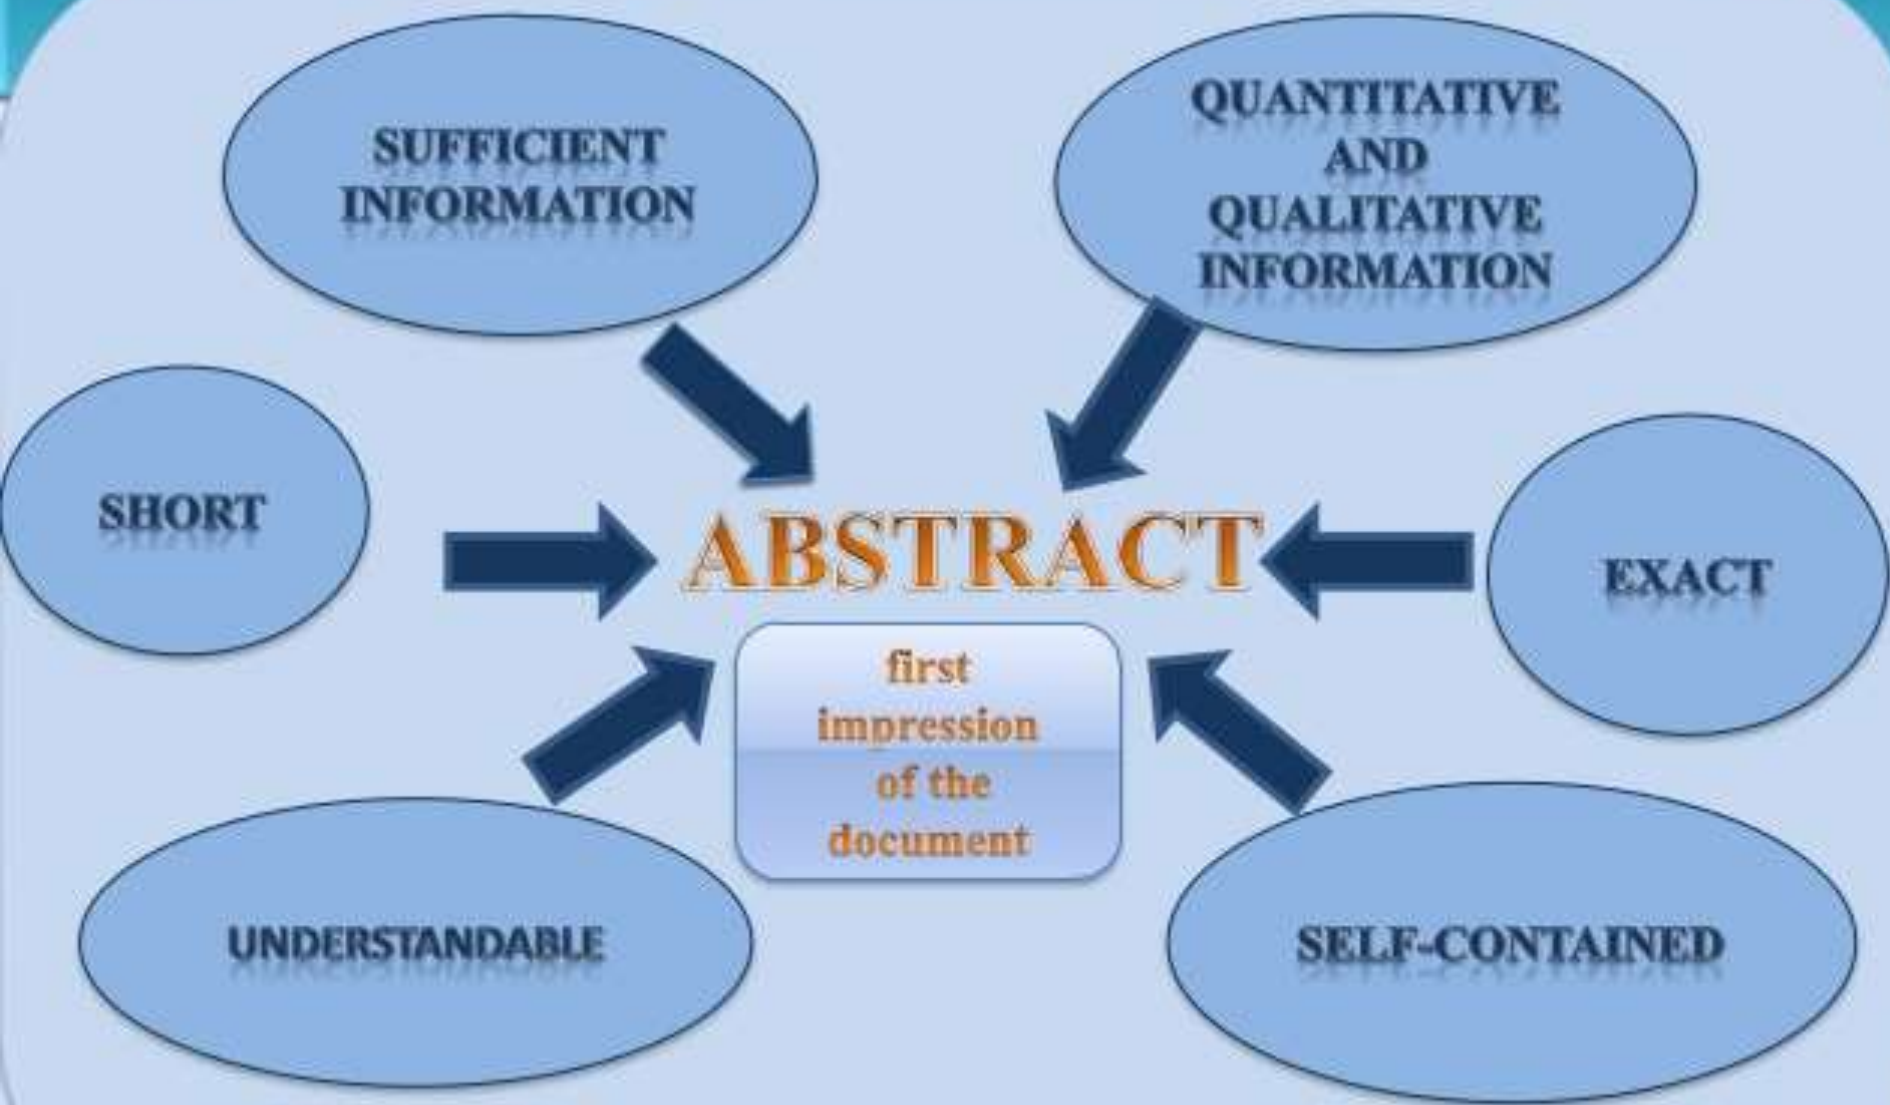 SUFFICIENT
INFORMATION
QUANTITATIVE
AND
QUALITATIVE
INFORMATION
SHORT
ABSTRACT
EXACT
first
impression
of the
document
UNDERSTANDABLE
SELF-CONTAINED